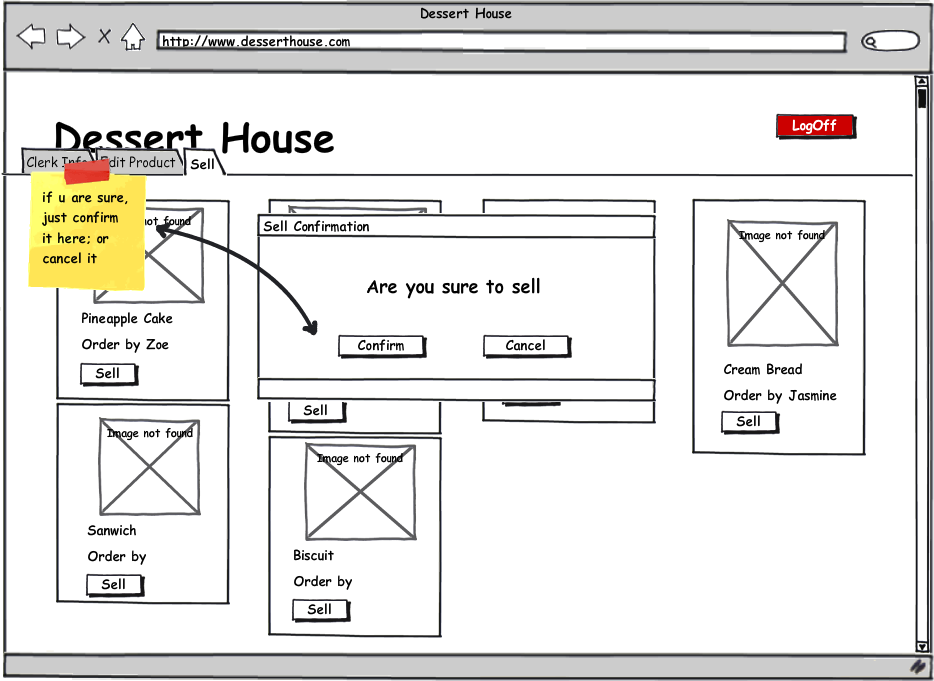 Dessert House
http://www.desserthouse.com
Dessert House
LogOff
Clerk Info
Edit Product
Sell
if u are sure,
just confirm
it here; or
cancel it
not found
Pineapple Cake
Order by Zoe
Sell
Sell Confirmation
Are you sure to sell
Confirm
Cancel
Sell
Image not found
Cream Bread
Order by Jasmine
Sell
Image not found
Sanwich
Order by
Sell
Image not found
Biscuit
Order by
Sell